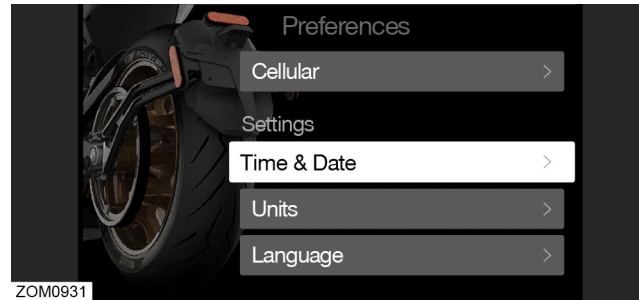 Preferences
Cellular
Settings
Time & Date
Units
Language
ZOM0931